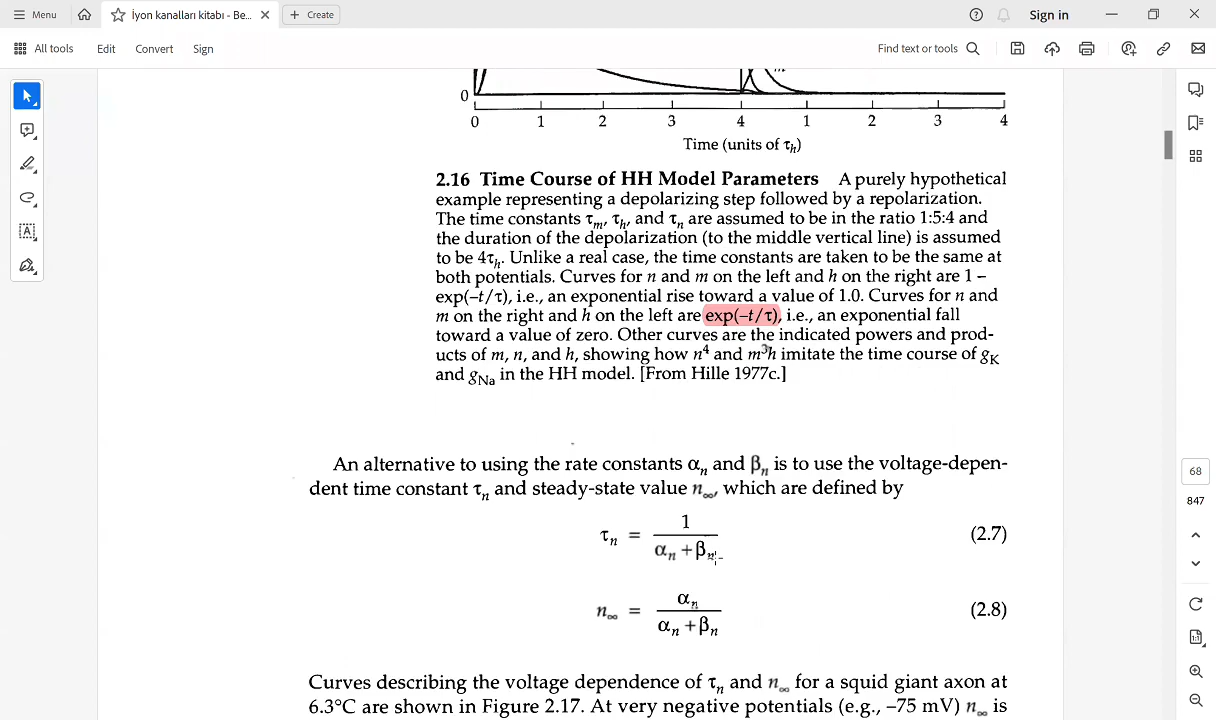 Menu
İyon kanalları kitabı - Be...
Create
Sign in
All tools
Edit
Convert
Sign
Find text or tools
0
0 1 2 3 4 1 2 3 4
Time (units of τh)
2.16 Time Course of HH Model Parameters A purely hypothetical
example representing a depolarizing step followed by a repolarization.
The time constants τm, τh, and τn are assumed to be in the ratio 1:5:4 and
the duration of the depolarization (to the middle vertical line) is assumed
to be 4τh. Unlike a real case, the time constants are taken to be the same at
both potentials. Curves for n and m on the left and h on the right are 1 –
exp(–t/τ), i.e., an exponential rise toward a value of 1.0. Curves for n and
m on the right and h on the left are exp(–t/τ), i.e., an exponential fall
toward a value of zero. Other curves are the indicated powers and prod-
ucts of m, n, and h, showing how n⁴ and m³h imitate the time course of gK
and gNa in the HH model. [From Hille 1977c.]
An alternative to using the rate constants αn and βn is to use the voltage-depen-
dent time constant τn and steady-state value n∞, which are defined by
τn = 1 / (αn + βn) (2.7)
n∞ = αn / (αn + βn) (2.8)
Curves describing the voltage dependence of τn and n∞ for a squid giant axon at
6.3°C are shown in Figure 2.17. At very negative potentials (e.g., –75 mV) n∞ is
68
847